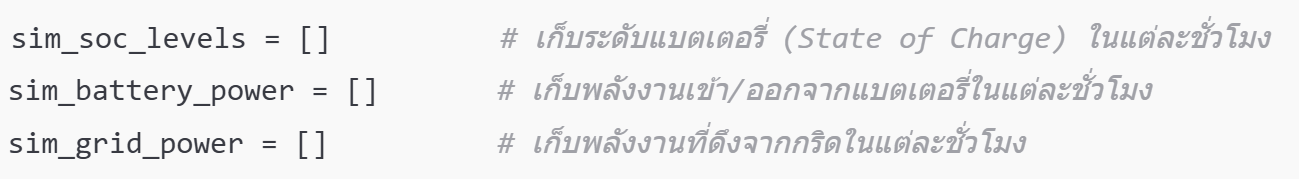 sim_soc_levels = []          # เก็บระดับแบตเตอรี่ (State of Charge) ในแต่ละชั่วโมง
sim_battery_power = []       # เก็บพลังงานเข้า/ออกจากแบตเตอรี่ในแต่ละชั่วโมง
sim_grid_power = []          # เก็บพลังงานที่ดึงจากกริดในแต่ละชั่วโมง